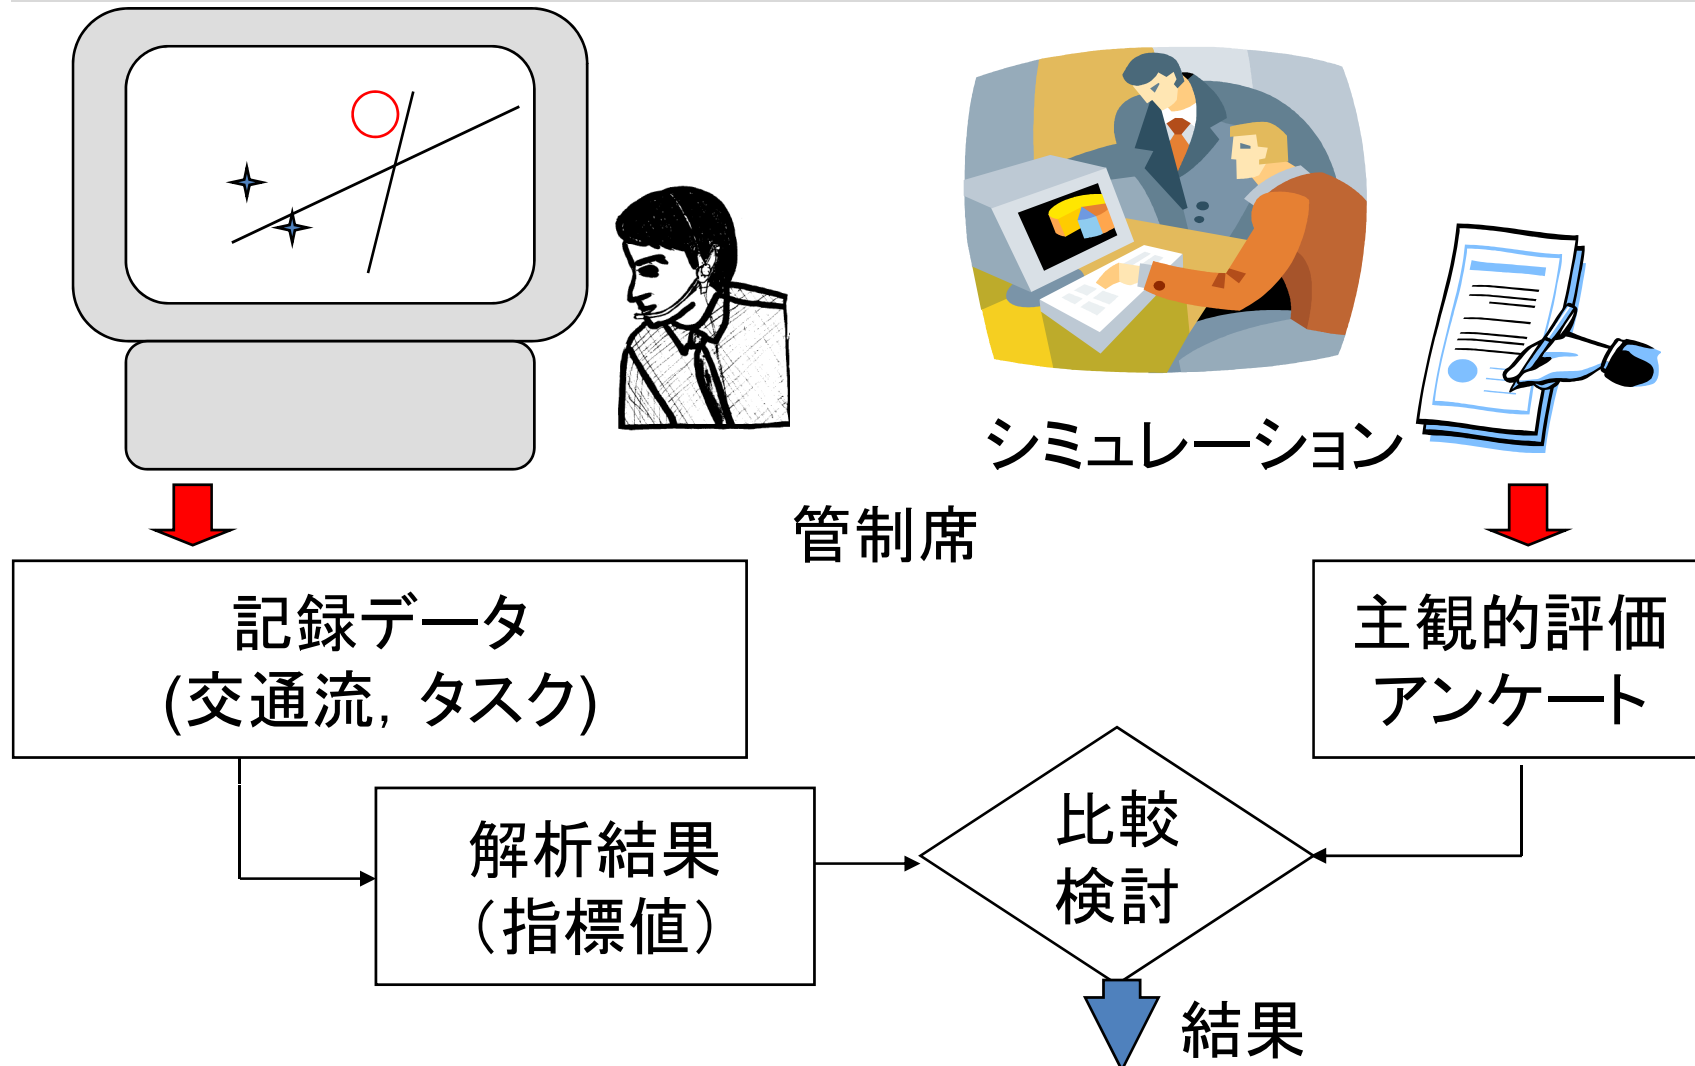 シミュレーション
管制席
記録データ
(交通流, タスク)
主観的評価
アンケート
解析結果
（指標値）
比較
検討
結果